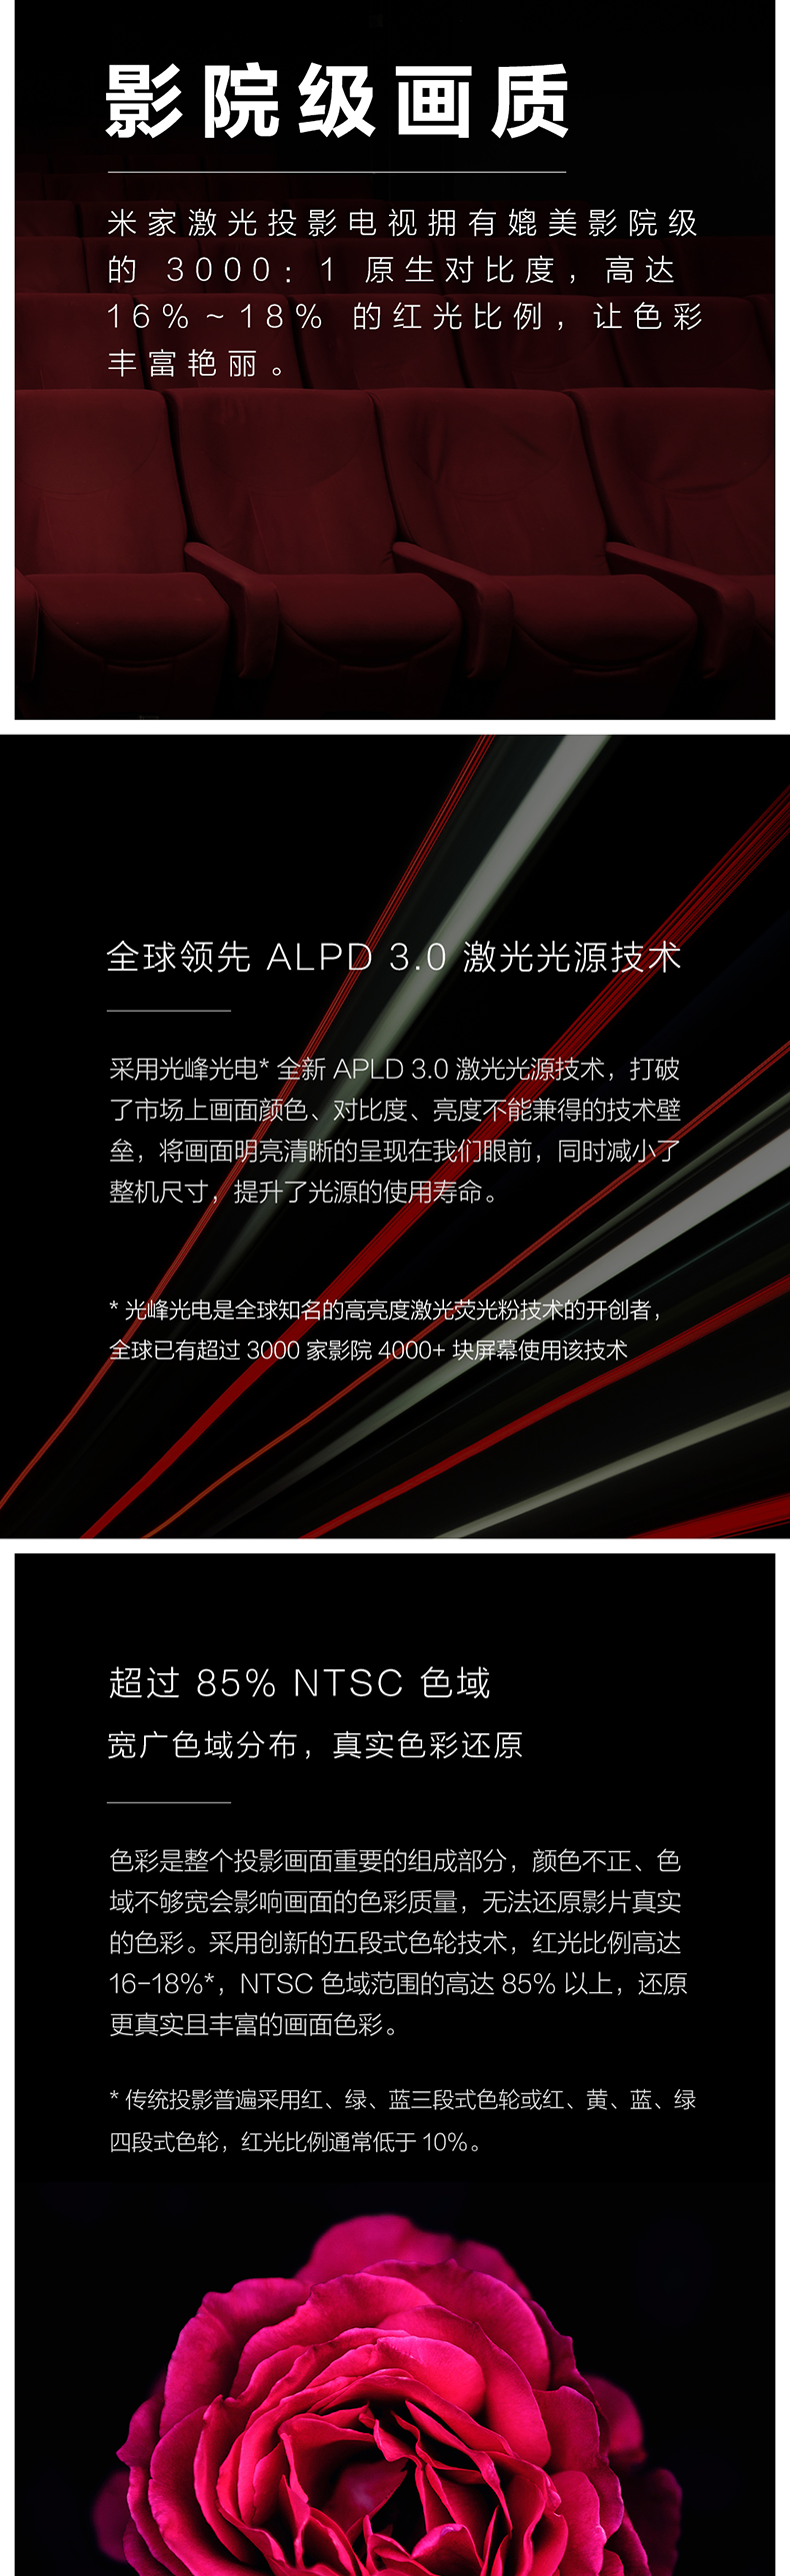 影院级画质
米家激光投影电视拥有媲美影院级
的 3000：1 原生对比度，高达
16%~18% 的红光比例，让色彩
丰富艳丽。
全球领先 ALPD 3.0 激光光源技术
采用光峰光电* 全新 APLD 3.0 激光光源技术，打破
了市场上画面颜色、对比度、亮度不能兼得的技术壁
垒，将画面明亮清晰的呈现在我们眼前，同时减小了
整机尺寸，提升了光源的使用寿命。
* 光峰光电是全球知名的高亮度激光荧光粉技术的开创者，
全球已有超过 3000 家影院 4000+ 块屏幕使用该技术
超过 85% NTSC 色域
宽广色域分布，真实色彩还原
色彩是整个投影画面重要的组成部分，颜色不正、色
域不够宽会影响画面的色彩质量，无法还原影片真实
的色彩。采用创新的五段式色轮技术，红光比例高达
16-18%*，NTSC 色域范围的高达 85% 以上，还原
更真实且丰富的画面色彩。
* 传统投影普遍采用红、绿、蓝三段式色轮或红、黄、蓝、绿
四段式色轮，红光比例通常低于 10%。